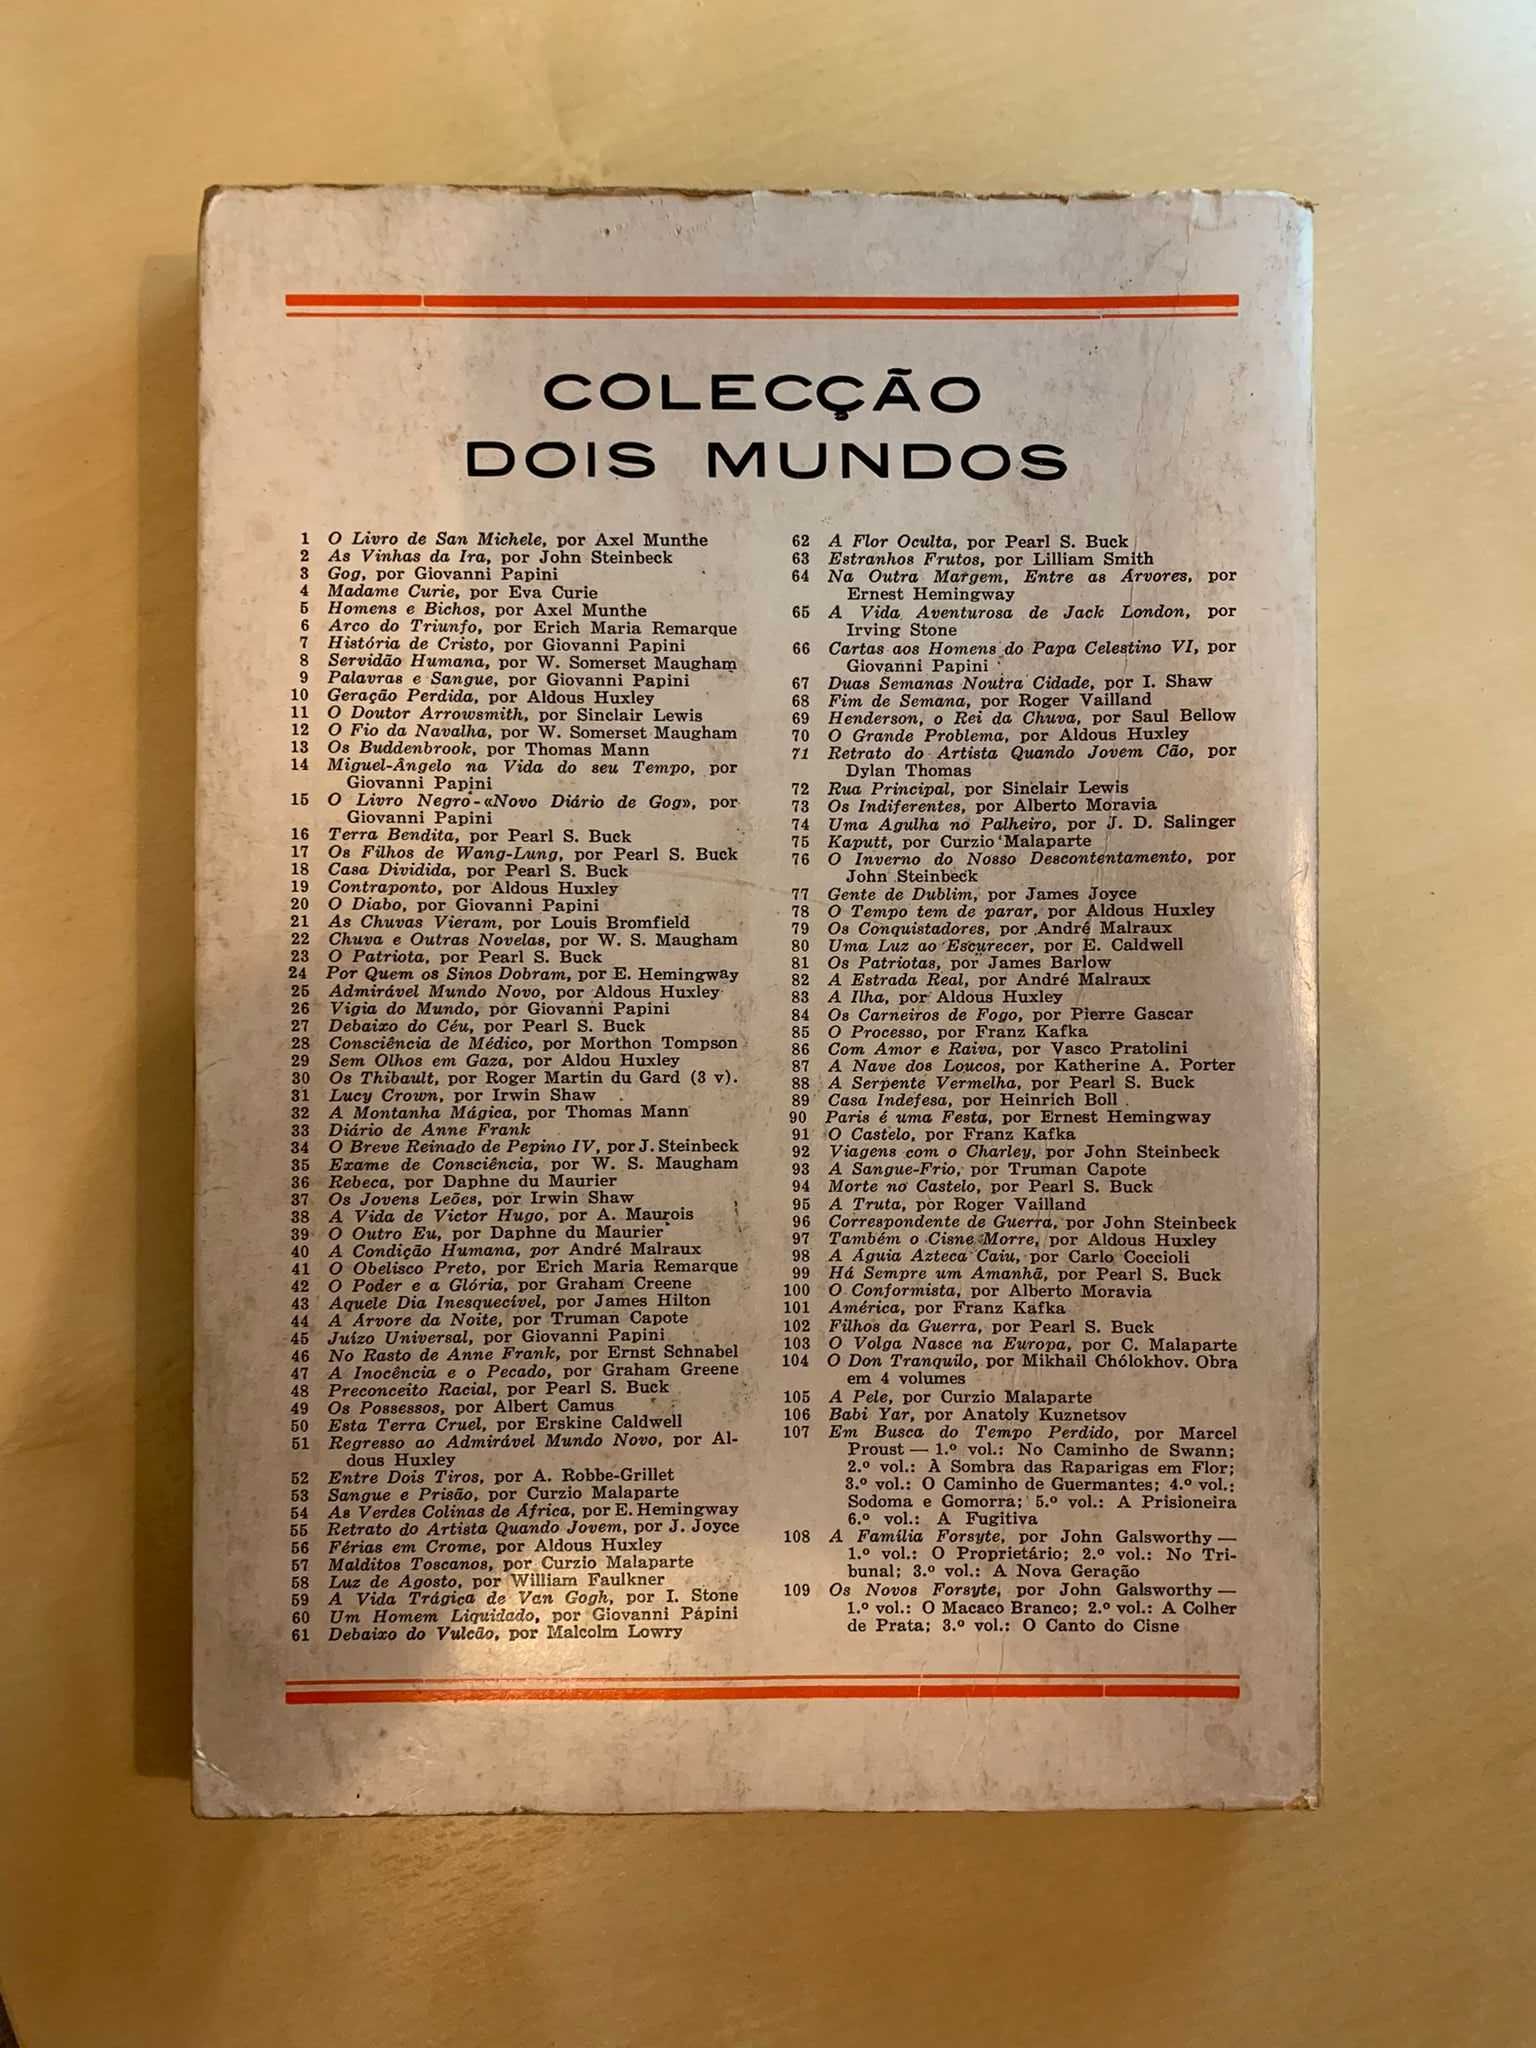 COLECÇÃO
DOIS MUNDOS
1 O Livro de San Michele, por Axel Munthe
2 As Vinhas da Ira, por John Steinbeck
3 Gog, por Giovanni Papini
4 Madame Curie, por Eva Curie
5 Homens e Bichos, por Axel Munthe
6 Arco do Triunfo, por Erich Maria Remarque
7 História de Cristo, por Giovanni Papini
8 Servidão Humana, por W. Somerset Maugham
9 Palavras e Sangue, por Giovanni Papini
10 Geração Perdida, por Aldous Huxley
11 O Doutor Arrowsmith, por Sinclair Lewis
12 O Fio da Navalha, por W. Somerset Maugham
13 Os Buddenbrook, por Thomas Mann
14 Miguel-Ângelo na Vida do seu Tempo, por
Giovanni Papini
15 O Livro Negro-«Novo Diário de Gog», por
Giovanni Papini
16 Terra Bendita, por Pearl S. Buck
17 Os Filhos de Wang-Lung, por Pearl S. Buck
18 Casa Dividida, por Pearl S. Buck
19 Contraponto, por Aldous Huxley
20 O Diabo, por Giovanni Papini
21 As Chuvas Vieram, por Louis Bromfield
22 Chuva e Outras Novelas, por W. S. Maugham
23 O Patriota, por Pearl S. Buck
24 Por Quem os Sinos Dobram, por E. Hemingway
25 Admirável Mundo Novo, por Aldous Huxley
26 Vigia do Mundo, por Giovanni Papini
27 Debaixo do Céu, por Pearl S. Buck
28 Consciência de Médico, por Morthon Tompson
29 Sem Olhos em Gaza, por Aldou Huxley
30 Os Thibault, por Roger Martin du Gard (3 v).
31 Lucy Crown, por Irwin Shaw
32 A Montanha Mágica, por Thomas Mann
33 Diário de Anne Frank
34 O Breve Reinado de Pepino IV, por J. Steinbeck
35 Exame de Consciência, por W. S. Maugham
36 Rebeca, por Daphne du Maurier
37 Os Jovens Leões, por Irwin Shaw
38 A Vida de Victor Hugo, por A. Maurois
39 O Outro Eu, por Daphne du Maurier
40 A Condição Humana, por André Malraux
41 O Obelisco Preto, por Erich Maria Remarque
42 O Poder e a Glória, por Graham Creene
43 Aquele Dia Inesquecível, por James Hilton
44 A Árvore da Noite, por Truman Capote
45 Juízo Universal, por Giovanni Papini
46 No Rasto de Anne Frank, por Ernst Schnabel
47 A Inocência e o Pecado, por Graham Greene
48 Preconceito Racial, por Pearl S. Buck
49 Os Possessos, por Albert Camus
50 Esta Terra Cruel, por Erskine Caldwell
51 Regresso ao Admirável Mundo Novo, por Al-
dous Huxley
52 Entre Dois Tiros, por A. Robbe-Grillet
53 Sangue e Prisão, por Curzio Malaparte
54 As Verdes Colinas de África, por E. Hemingway
55 Retrato do Artista Quando Jovem, por J. Joyce
56 Férias em Crome, por Aldous Huxley
57 Malditos Toscanos, por Curzio Malaparte
58 Luz de Agosto, por William Faulkner
59 A Vida Trágica de Van Gogh, por I. Stone
60 Um Homem Liquidado, por Giovanni Papini
61 Debaixo do Vulcão, por Malcolm Lowry
62 A Flor Oculta, por Pearl S. Buck
63 Estranhos Frutos, por Lilliam Smith
64 Na Outra Margem, Entre as Árvores, por
Ernest Hemingway
65 A Vida Aventurosa de Jack London, por
Irving Stone
66 Cartas aos Homens do Papa Celestino VI, por
Giovanni Papini
67 Duas Semanas Noutra Cidade, por I. Shaw
68 Fim de Semana, por Roger Vailland
69 Henderson, o Rei da Chuva, por Saul Bellow
70 O Grande Problema, por Aldous Huxley
71 Retrato do Artista Quando Jovem Cão, por
Dylan Thomas
72 Rua Principal, por Sinclair Lewis
73 Os Indiferentes, por Alberto Moravia
74 Uma Agulha no Palheiro, por J. D. Salinger
75 Kaputt, por Curzio Malaparte
76 O Inverno do Nosso Descontentamento, por
John Steinbeck
77 Gente de Dublim, por James Joyce
78 O Tempo tem de parar, por Aldous Huxley
79 Os Conquistadores, por André Malraux
80 Uma Luz ao Escurecer, por E. Caldwell
81 Os Patriotas, por James Barlow
82 A Estrada Real, por André Malraux
83 A Ilha, por Aldous Huxley
84 Os Carneiros de Fogo, por Pierre Gascar
85 O Processo, por Franz Kafka
86 Com Amor e Raiva, por Vasco Pratolini
87 A Nave dos Loucos, por Katherine A. Porter
88 A Serpente Vermelha, por Pearl S. Buck
89 Casa Indefesa, por Heinrich Boll
90 Paris é uma Festa, por Ernest Hemingway
91 O Castelo, por Franz Kafka
92 Viagens com o Charley, por John Steinbeck
93 A Sangue-Frio, por Truman Capote
94 Morte no Castelo, por Pearl S. Buck
95 A Truta, por Roger Vailland
96 Correspondente de Guerra, por John Steinbeck
97 Também o Cisne Morre, por Aldous Huxley
98 A Águia Azteca Caiu, por Carlo Coccioli
99 Há Sempre um Amanhã, por Pearl S. Buck
100 O Conformista, por Alberto Moravia
101 América, por Franz Kafka
102 Filhos da Guerra, por Pearl S. Buck
103 O Volga Nasce na Europa, por C. Malaparte
104 O Don Tranquilo, por Mikhail Chólokhov. Obra
em 4 volumes
105 A Pele, por Curzio Malaparte
106 Babi Yar, por Anatoly Kuznetsov
107 Em Busca do Tempo Perdido, por Marcel
Proust — 1.º vol.: No Caminho de Swann;
2.º vol.: À Sombra das Raparigas em Flor;
3.º vol.: O Caminho de Guermantes; 4.º vol.:
Sodoma e Gomorra; 5.º vol.: A Prisioneira
6.º vol.: A Fugitiva
108 A Família Forsyte, por John Galsworthy —
1.º vol.: O Proprietário; 2.º vol.: No Tri-
bunal; 3.º vol.: A Nova Geração
109 Os Novos Forsyte, por John Galsworthy —
1.º vol.: O Macaco Branco; 2.º vol.: A Colher
de Prata; 3.º vol.: O Canto do Cisne